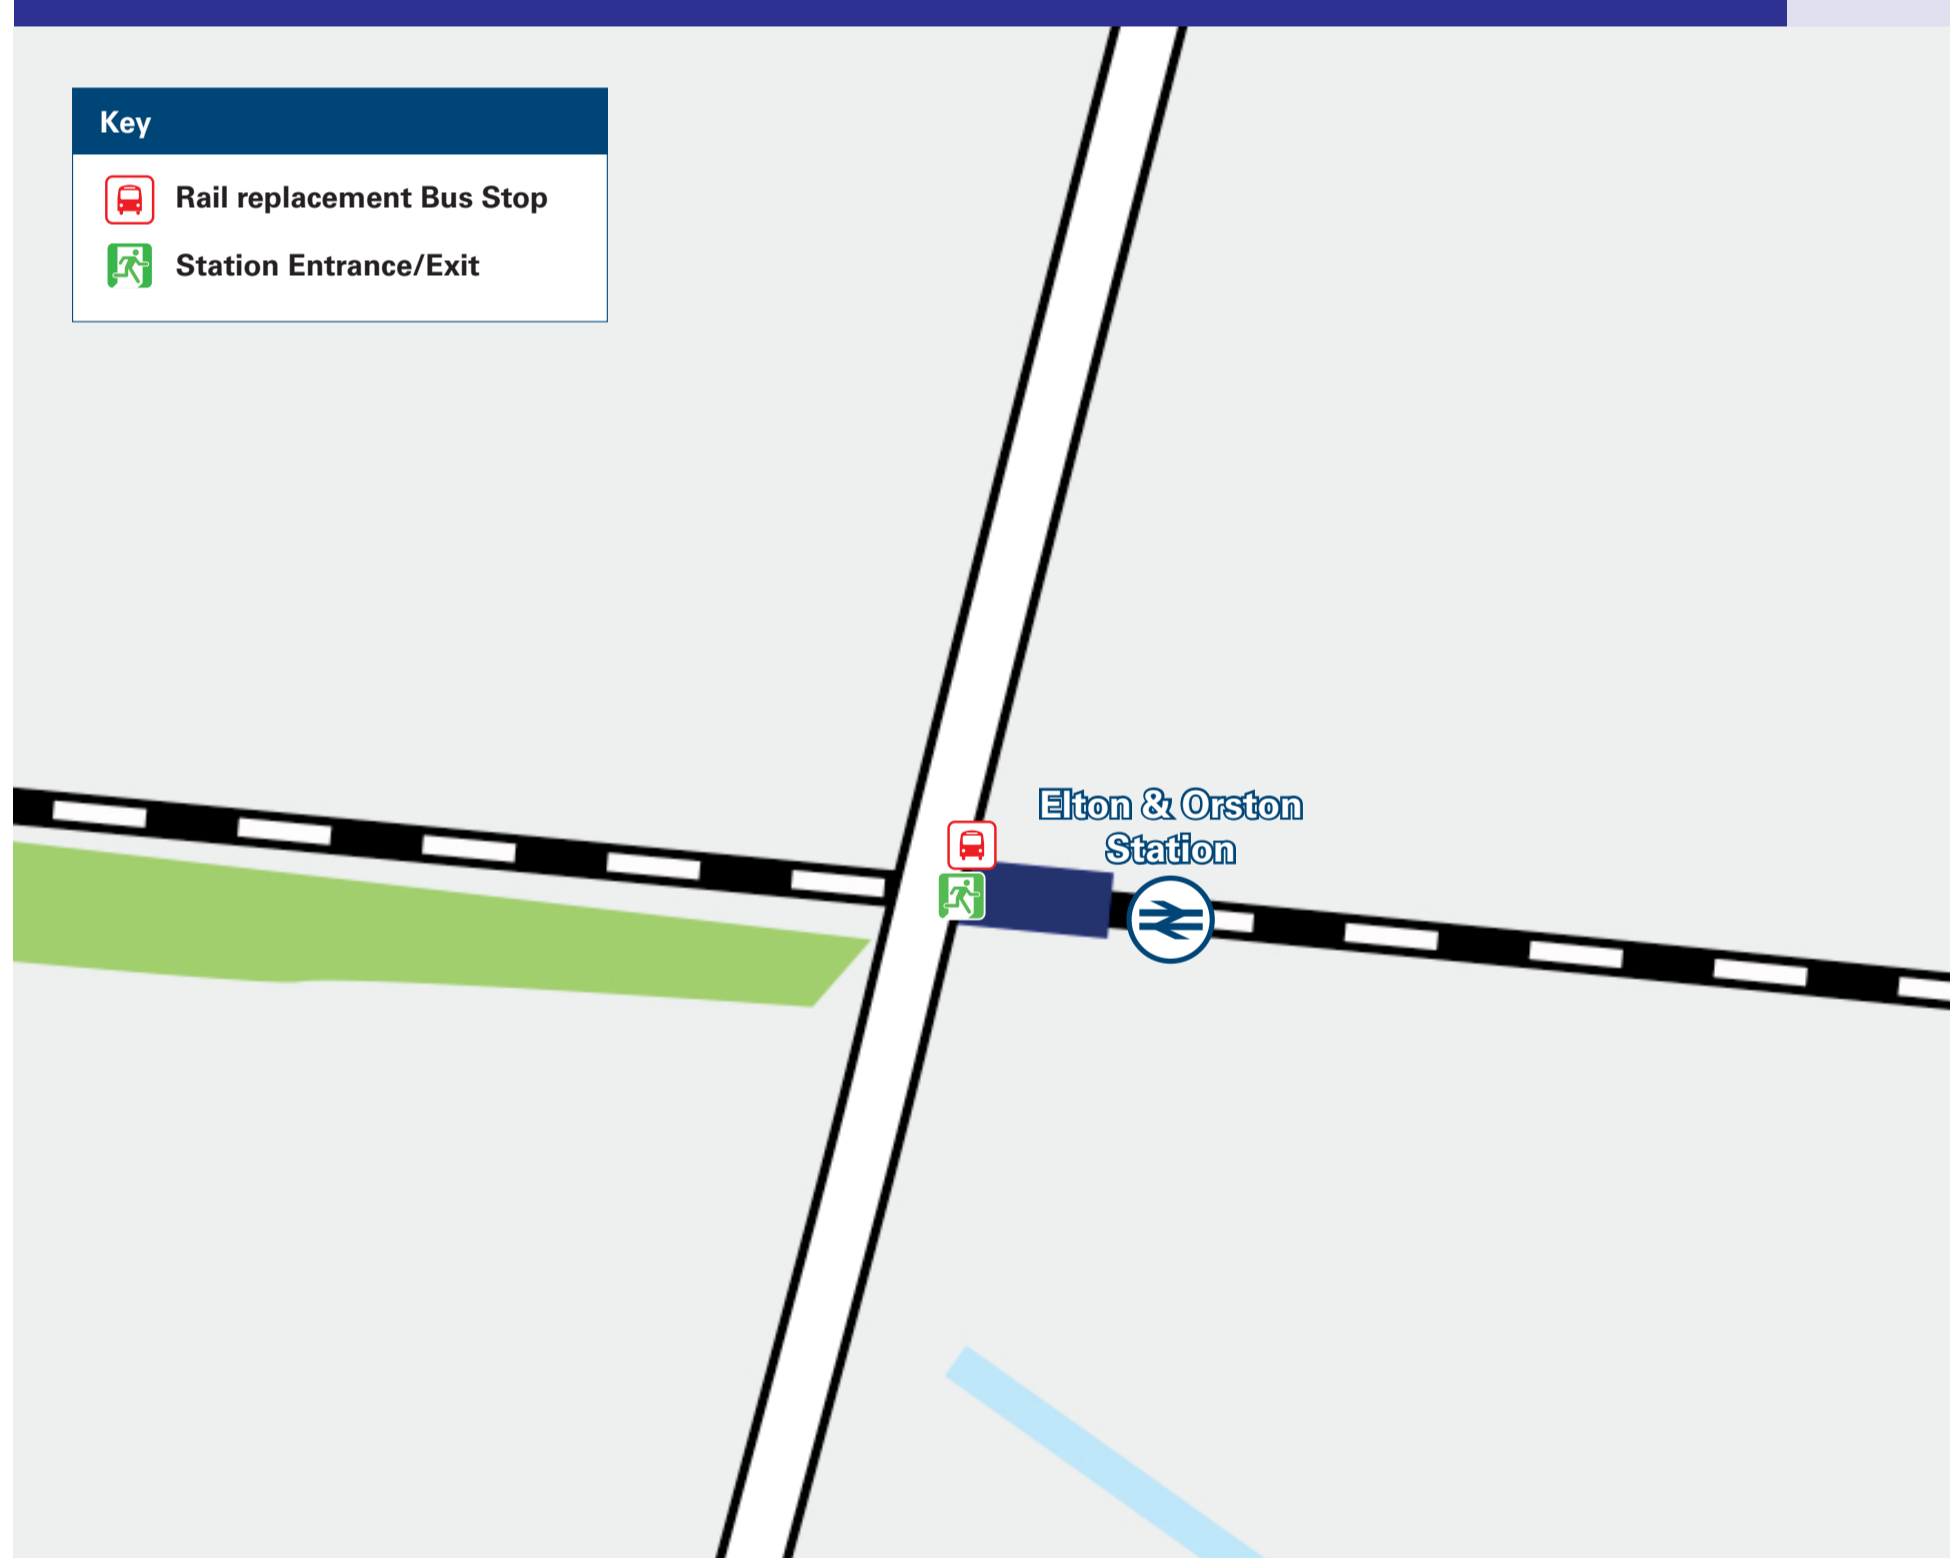 Key
Rail replacement Bus Stop
Station Entrance/Exit
Elton & Orston
Station